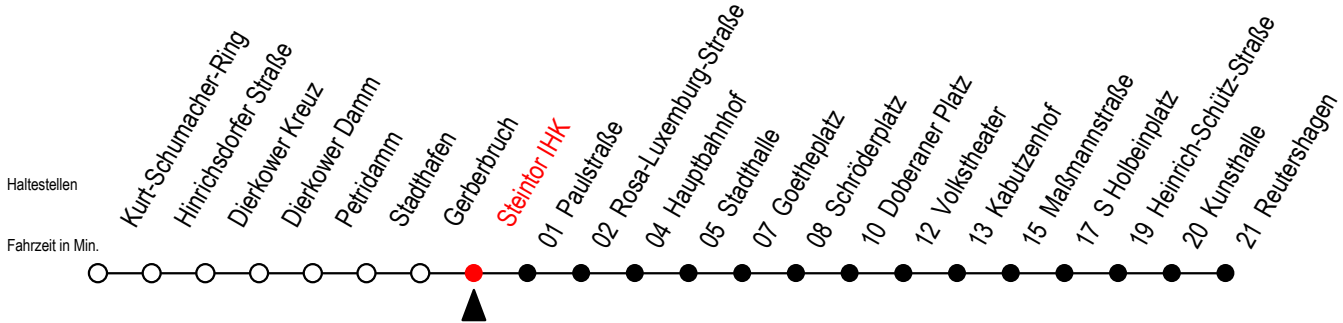 Haltestellen
Kurt-Schumacher-Ring
Hinrichsdorfer Straße
Dierkower Kreuz
Dierkower Damm
Petridamm
Stadthafen
Gerberbruch
Steintor IHK
01 Paulstraße
02 Rosa-Luxemburg-Straße
04 Hauptbahnhof
05 Stadthalle
07 Goetheplatz
08 Schröderplatz
10 Doberaner Platz
12 Volkstheater
13 Kabutzenhof
15 Maßmannstraße
17 S Holbeinplatz
19 Heinrich-Schütz-Straße
20 Kunsthalle
21 Reutershagen
Fahrzeit in Min.